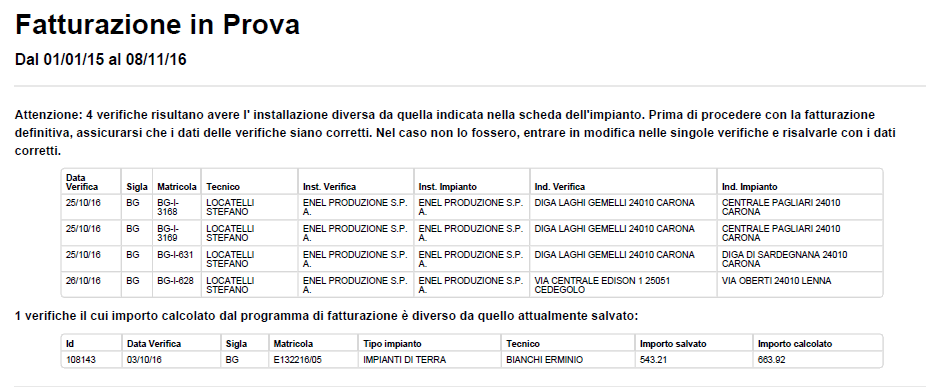 Fatturazione in Prova
Dal 01/01/15 al 08/11/16
Attenzione: 4 verifiche risultano avere l' installazione diversa da quella indicata nella scheda dell'impianto. Prima di procedere con la fatturazione
definitiva, assicurarsi che i dati delle verifiche siano corretti. Nel caso non lo fossero, entrare in modifica nelle singole verifiche e risalvarle con i dati
corretti.
Data Verifica Sigla Matricola Tecnico Inst. Verifica Inst. Impianto Ind. Verifica Ind. Impianto
25/10/16 BG BG-I-3168 LOCATELLI STEFANO ENEL PRODUZIONE S.P.A. ENEL PRODUZIONE S.P.A. DIGA LAGHI GEMELLI 24010 CARONA CENTRALE PAGLIARI 24010 CARONA
25/10/16 BG BG-I-3169 LOCATELLI STEFANO ENEL PRODUZIONE S.P.A. ENEL PRODUZIONE S.P.A. DIGA LAGHI GEMELLI 24010 CARONA CENTRALE PAGLIARI 24010 CARONA
25/10/16 BG BG-I-631 LOCATELLI STEFANO ENEL PRODUZIONE S.P.A. ENEL PRODUZIONE S.P.A. DIGA LAGHI GEMELLI 24010 CARONA DIGA DI SARDEGNANA 24010 CARONA
26/10/16 BG BG-I-628 LOCATELLI STEFANO ENEL PRODUZIONE S.P.A. ENEL PRODUZIONE S.P.A. VIA CENTRALE EDISON 1 25051 CEDEGOLO VIA OBERTI 24010 LENNA
1 verifiche il cui importo calcolato dal programma di fatturazione è diverso da quello attualmente salvato:
Id Data Verifica Sigla Matricola Tipo impianto Tecnico Importo salvato Importo calcolato
108143 03/10/16 BG E132216/05 IMPIANTI DI TERRA BIANCHI ERMINIO 543.21 663.92